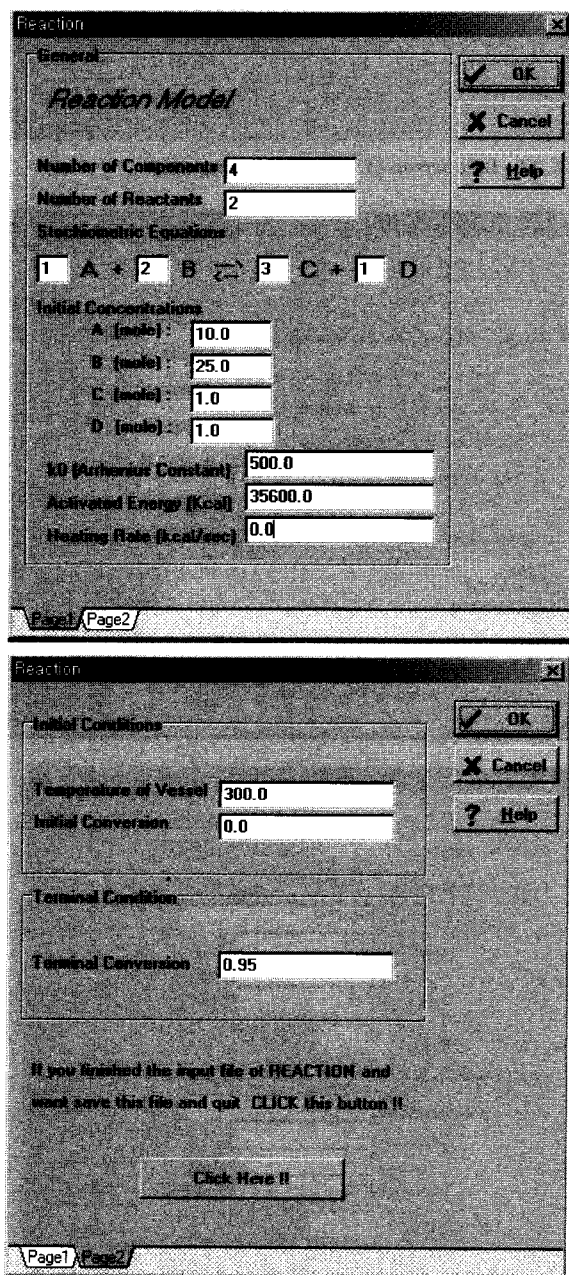 Reaction
General
OK
Reaction Model
Cancel
Number of Components 4
Help
Number of Reactants 2
Stochiometric Equations
1 A + 2 B ⇄ 3 C + 1 D
Initial Concentrations
A (mole) : 10.0
B (mole) : 25.0
C (mole) : 1.0
D (mole) : 1.0
k0 (Arrhenius Constant) 500.0
Activated Energy (Kcal) 35600.0
Heating Rate (kcal/sec) 0.0
Page1 Page2
Reaction
OK
Initial Conditions
Cancel
Temperature of Vessel 300.0
Help
Initial Conversion 0.0
Terminal Condition
Terminal Conversion 0.95
If you finished the input file of REACTION and
want save this file and quit CLICK this button !!
Click Here !!
Page1 Page2